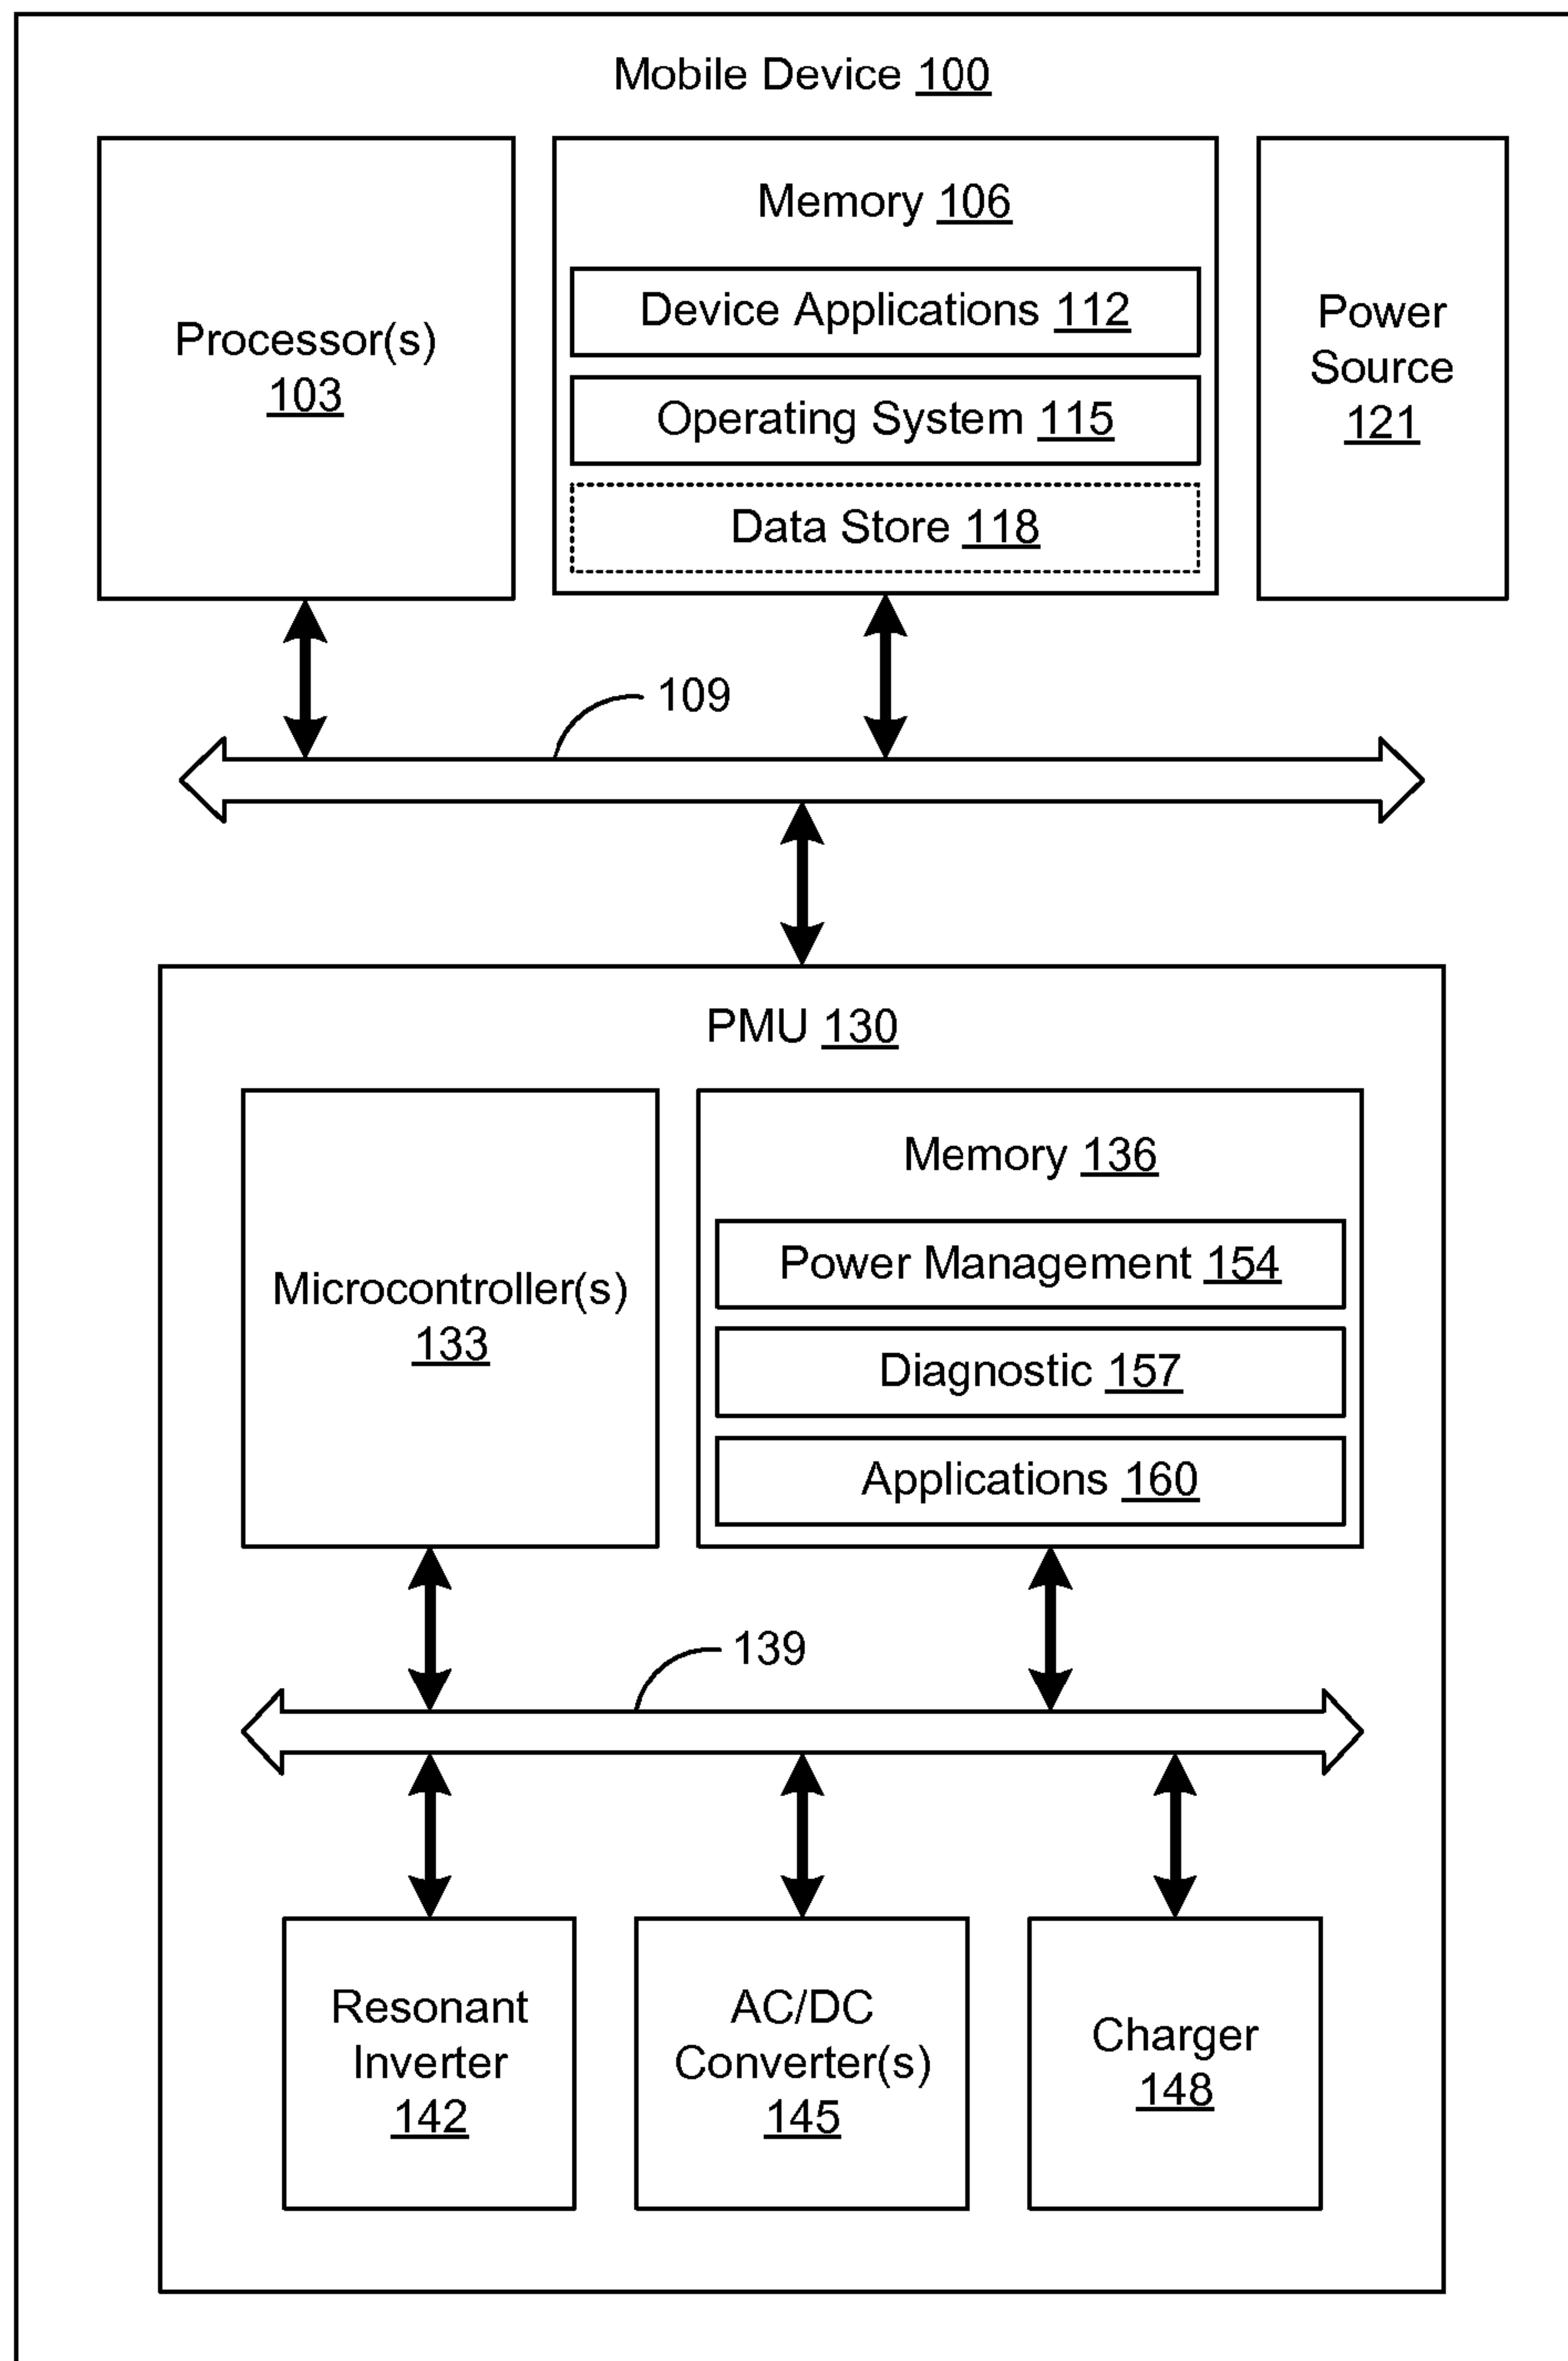 Mobile Device 100
Processor(s)
103
Memory 106
Device Applications 112
Operating System 115
Data Store 118
Power
Source
121
109
PMU 130
Microcontroller(s)
133
Memory 136
Power Management 154
Diagnostic 157
Applications 160
139
Resonant
Inverter
142
AC/DC
Converter(s)
145
Charger
148